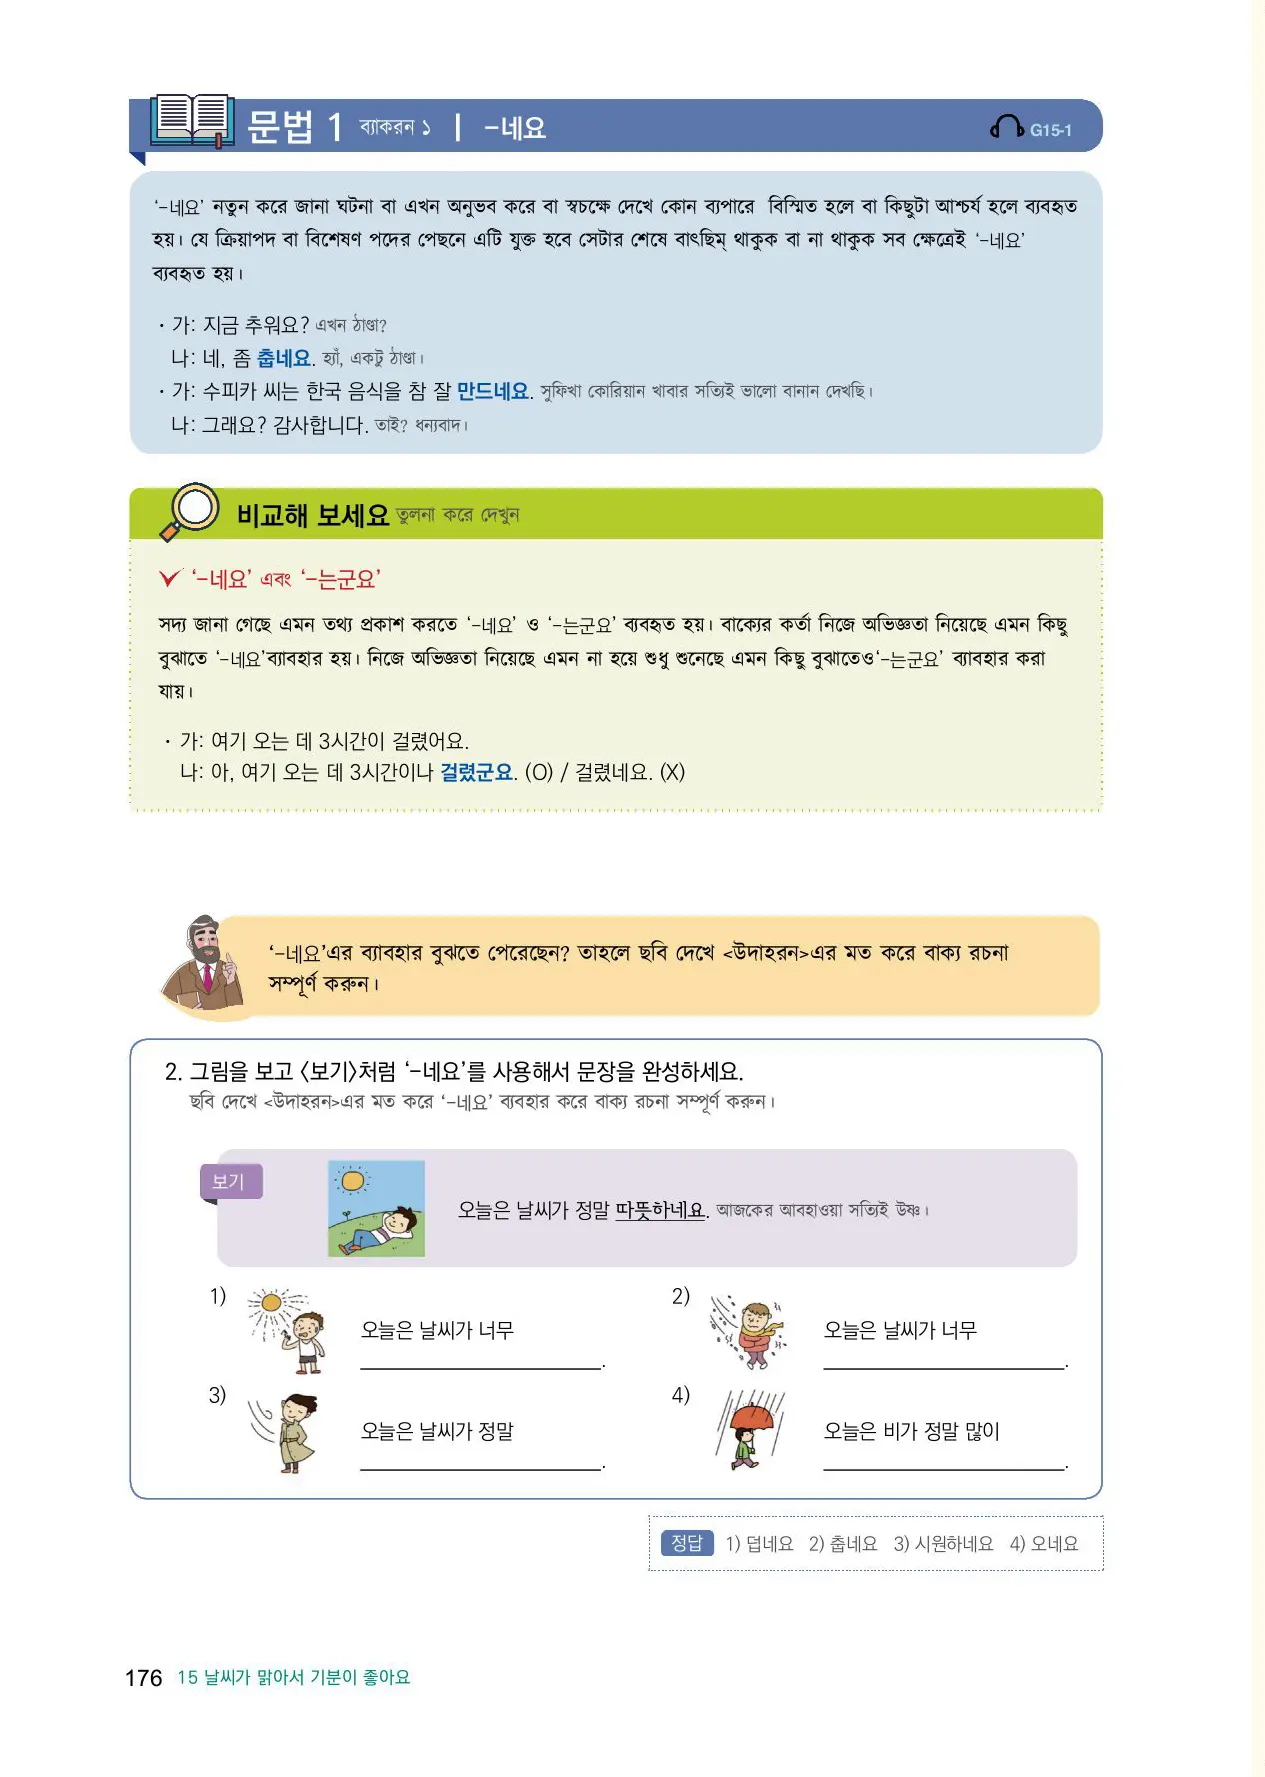 문법 1 ব্যাকরন ১ | -네요 G15-1
‘-네요’ নতুন করে জানা ঘটনা বা এখন অনুভব করে বা স্বচক্ষে দেখে কোন ব্যপারে বিস্মিত হলে বা কিছুটা আশ্চর্য হলে ব্যবহৃত
হয়। যে ক্রিয়াপদ বা বিশেষণ পদের পেছনে এটি যুক্ত হবে সেটার শেষে বাৎছিম্ থাকুক বা না থাকুক সব ক্ষেত্রেই ‘-네요’
ব্যবহৃত হয়।
· 가: 지금 추워요? এখন ঠাণ্ডা?
나: 네, 좀 춥네요. হ্যাঁ, একটু ঠাণ্ডা।
· 가: 수피카 씨는 한국 음식을 참 잘 만드네요. সুফিখা কোরিয়ান খাবার সত্যিই ভালো বানান দেখছি।
나: 그래요? 감사합니다. তাই? ধন্যবাদ।
비교해 보세요 তুলনা করে দেখুন
‘-네요’ এবং ‘-는군요’
সদ্য জানা গেছে এমন তথ্য প্রকাশ করতে ‘-네요’ ও ‘-는군요’ ব্যবহৃত হয়। বাক্যের কর্তা নিজে অভিজ্ঞতা নিয়েছে এমন কিছু
বুঝাতে ‘-네요’ব্যাবহার হয়। নিজে অভিজ্ঞতা নিয়েছে এমন না হয়ে শুধু শুনেছে এমন কিছু বুঝাতেও‘-는군요’ ব্যাবহার করা
যায়।
· 가: 여기 오는 데 3시간이 걸렸어요.
나: 아, 여기 오는 데 3시간이나 걸렸군요. (O) / 걸렸네요. (X)
‘-네요’এর ব্যাবহার বুঝতে পেরেছেন? তাহলে ছবি দেখে <উদাহরন>এর মত করে বাক্য রচনা
সম্পূর্ণ করুন।
2. 그림을 보고 〈보기〉처럼 ‘-네요’를 사용해서 문장을 완성하세요.
ছবি দেখে <উদাহরন>এর মত করে ‘-네요’ ব্যবহার করে বাক্য রচনা সম্পূর্ণ করুন।
보기
오늘은 날씨가 정말 따뜻하네요. আজকের আবহাওয়া সত্যিই উষ্ণ।
1) 오늘은 날씨가 너무
____________________.
2) 오늘은 날씨가 너무
____________________.
3) 오늘은 날씨가 정말
____________________.
4) 오늘은 비가 정말 많이
____________________.
정답 1) 덥네요 2) 춥네요 3) 시원하네요 4) 오네요
176 15 날씨가 맑아서 기분이 좋아요